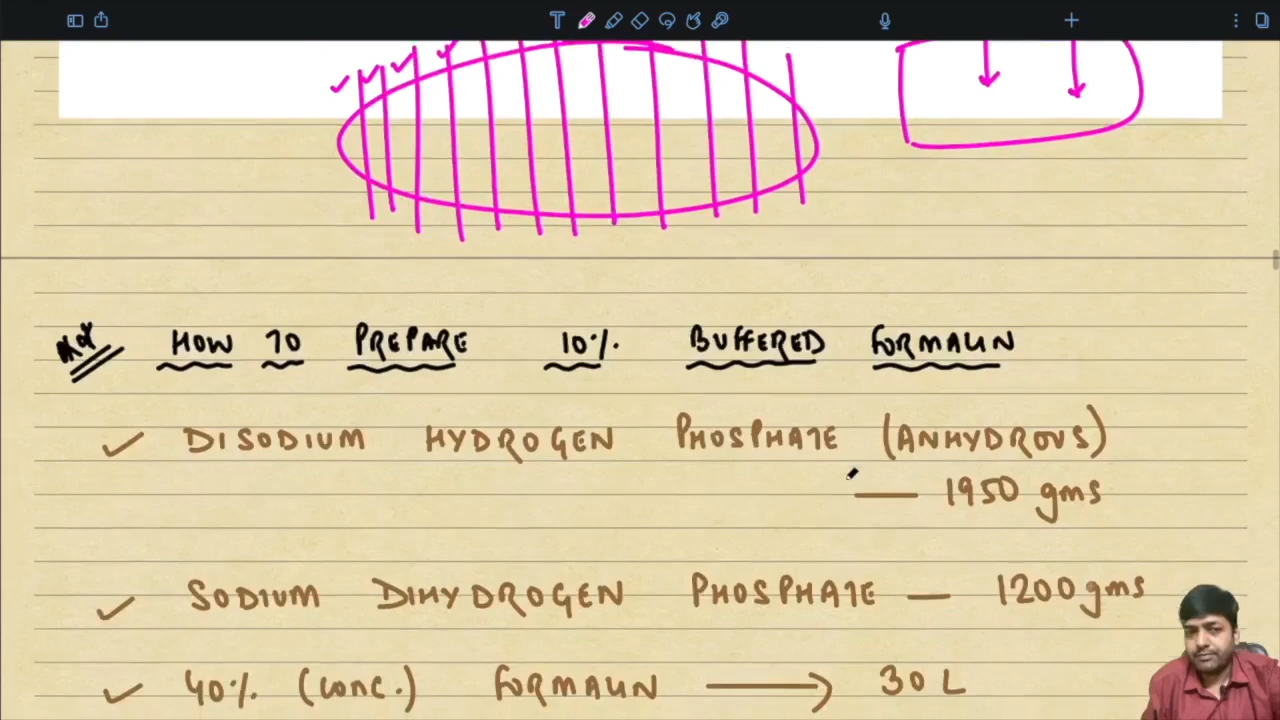 HOW TO PREPARE 10% BUFFERED FORMALIN
DISODIUM HYDROGEN PHOSPHATE (ANHYDROUS)
— 1950 gms
SODIUM DIHYDROGEN PHOSPHATE — 1200 gms
40% (conc.) FORMALIN → 30 L